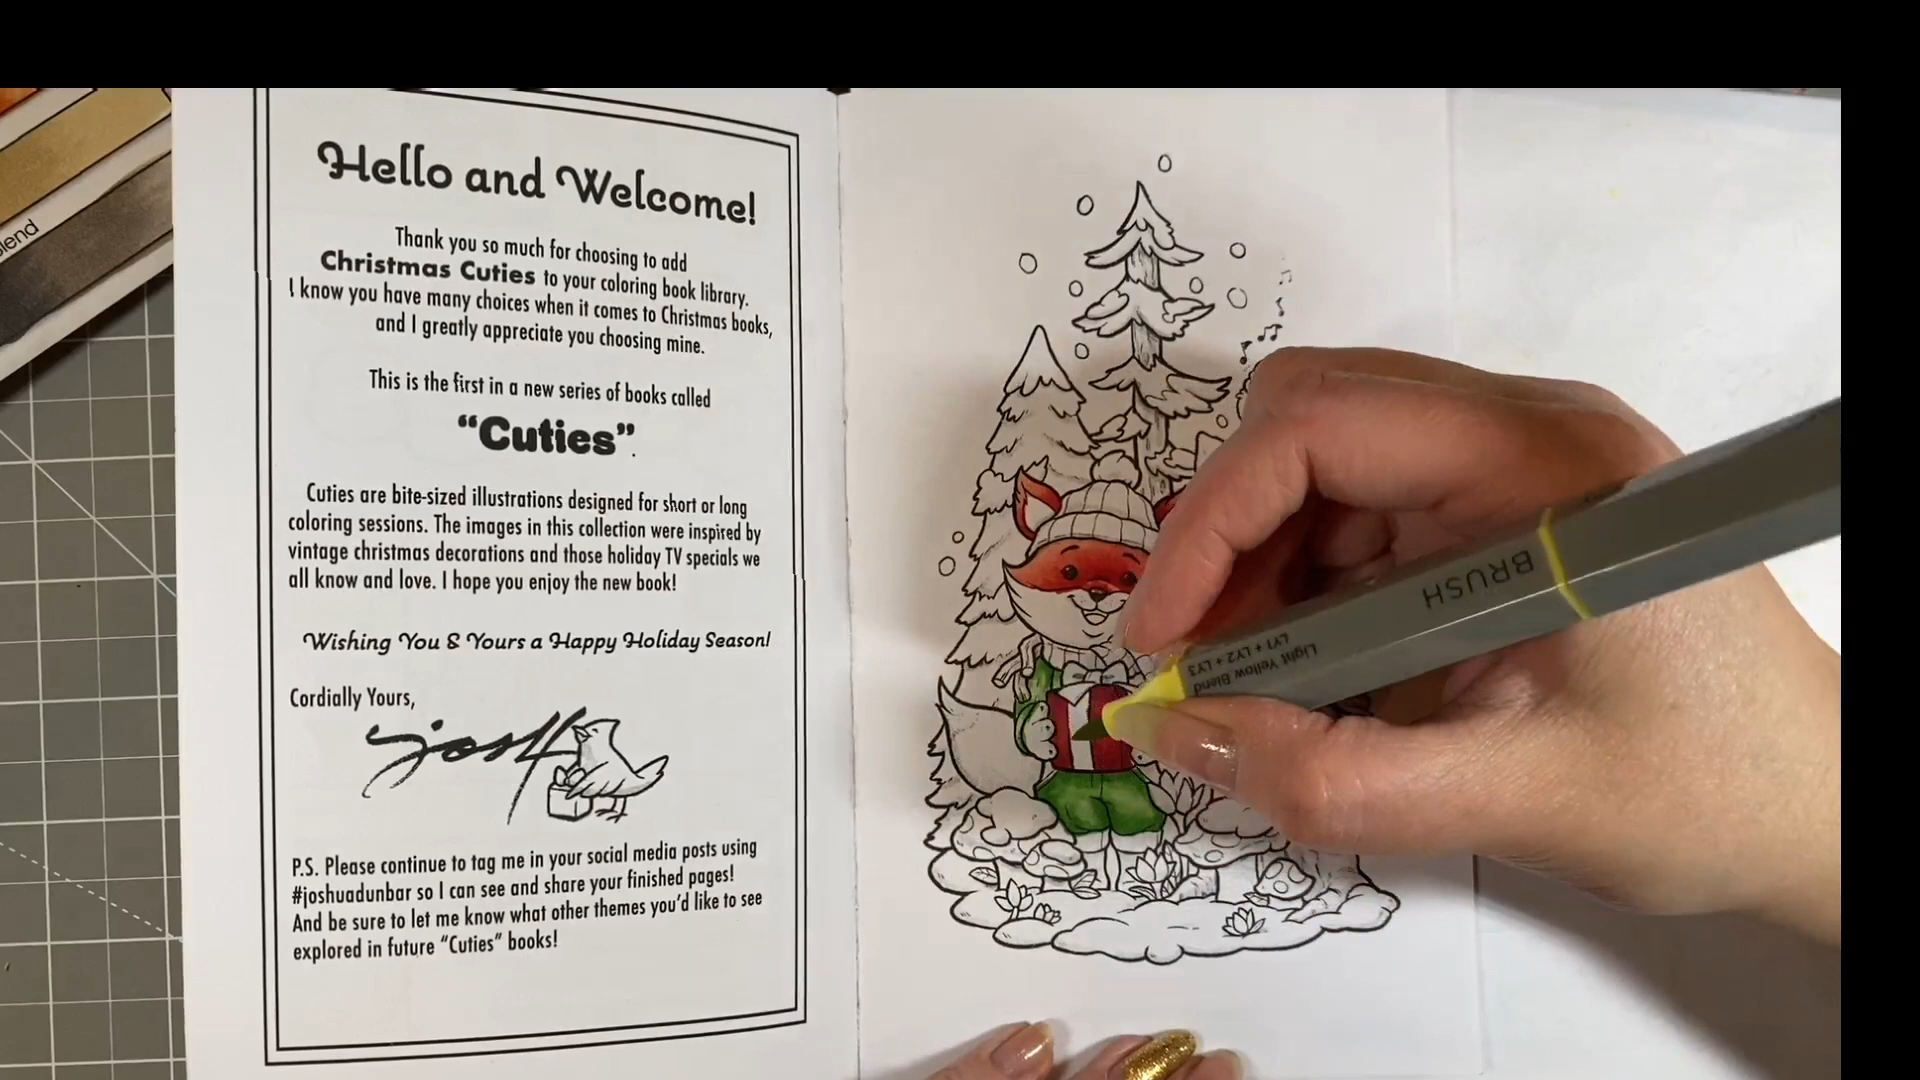 Hello and Welcome!
Thank you so much for choosing to add
Christmas Cuties to your coloring book library.
I know you have many choices when it comes to Christmas books,
and I greatly appreciate you choosing mine.
This is the first in a new series of books called
“Cuties”.
Cuties are bite-sized illustrations designed for short or long
coloring sessions. The images in this collection were inspired by
vintage christmas decorations and those holiday TV specials we
all know and love. I hope you enjoy the new book!
Wishing You & Yours a Happy Holiday Season!
Cordially Yours,
Josh
P.S. Please continue to tag me in your social media posts using
#joshuadunbar so I can see and share your finished pages!
And be sure to let me know what other themes you’d like to see
explored in future “Cuties” books!
BRUSH
Light Yellow Blend
LY1 + LY2 + LY3